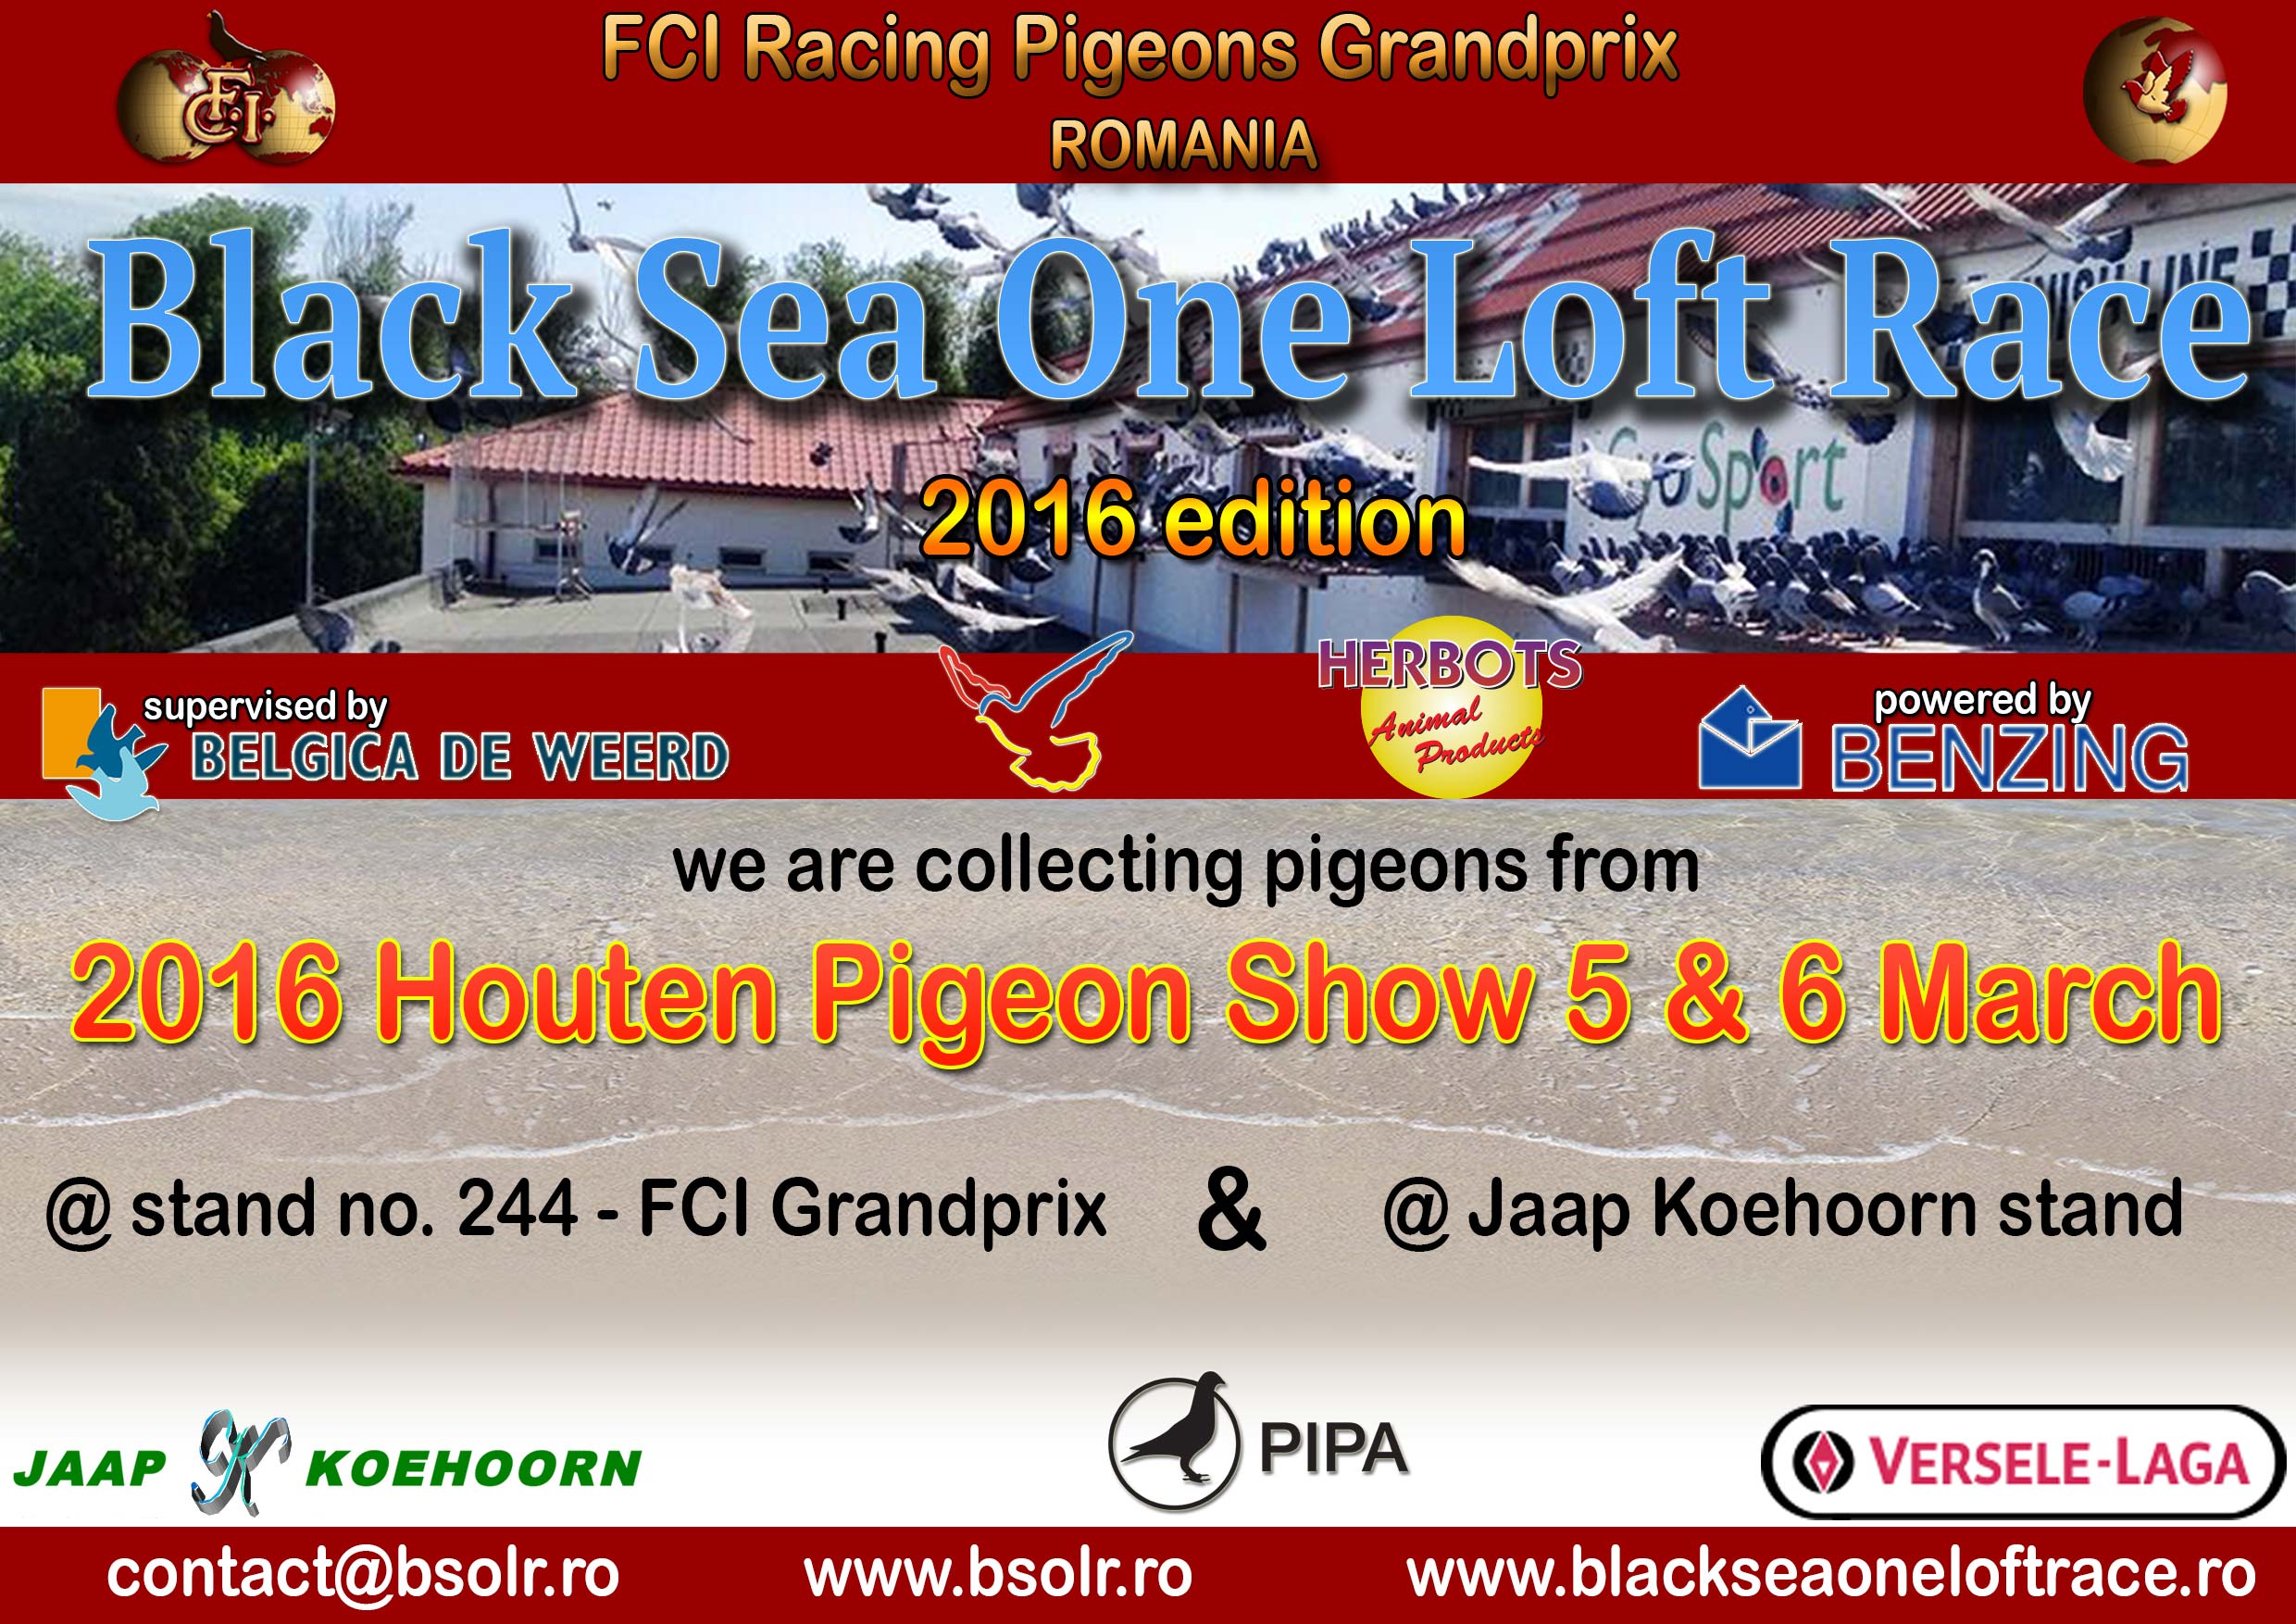 F.C.I.
FCI Racing Pigeons Grandprix
ROMANIA
Black Sea One Loft Race
2016 edition
Sport
supervised by
BELGICA DE WEERD
HERBOTS
Animal
Products
powered by
BENZING
we are collecting pigeons from
2016 Houten Pigeon Show 5 & 6 March
@ stand no. 244 - FCI Grandprix & @ Jaap Koehoorn stand
JAAP JK KOEHOORN
PIPA
VERSELE-LAGA
contact@bsolr.ro www.bsolr.ro www.blackseaoneloftrace.ro